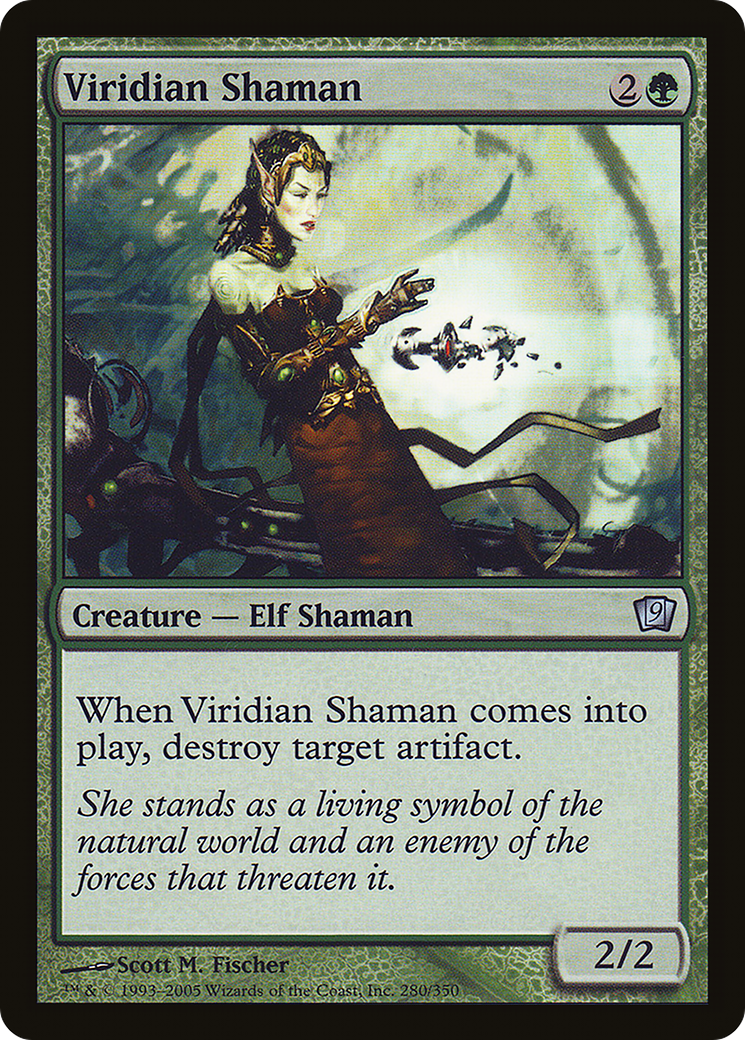 Viridian Shaman 2
Creature — Elf Shaman 9
When Viridian Shaman comes into
play, destroy target artifact.
She stands as a living symbol of the
natural world and an enemy of the
forces that threaten it.
2/2
Scott M. Fischer
™ & © 1993–2005 Wizards of the Coast, Inc. 280/350